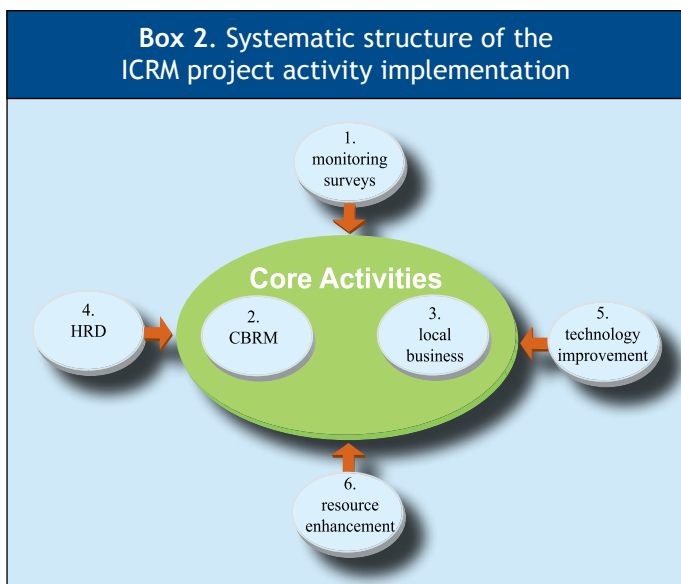 Box 2. Systematic structure of the
ICRM project activity implementation
1.
monitoring
surveys
Core Activities
4.
HRD
2.
CBRM
3.
local
business
5.
technology
improvement
6.
resource
enhancement